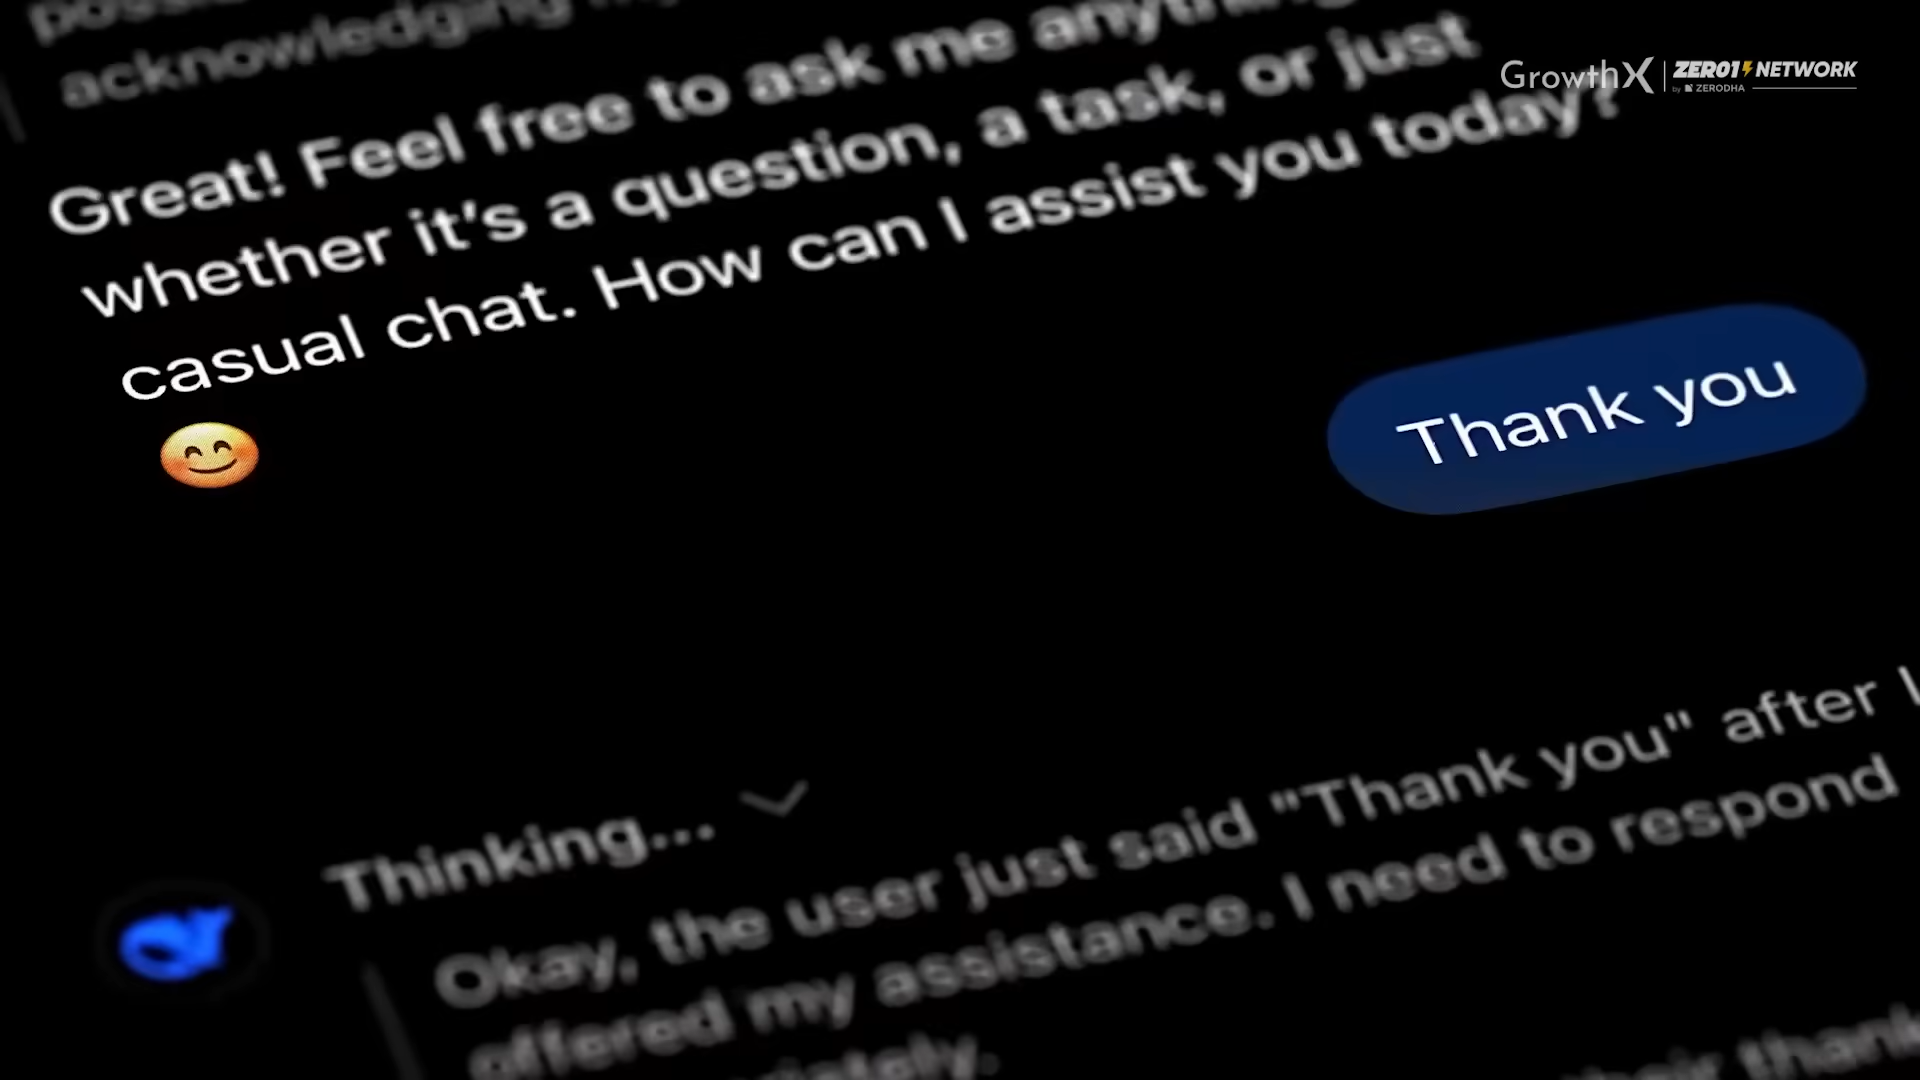 acknowledging
Great! Feel free to ask me
whether it's a question, a task, or just
casual chat. How can I assist you today?
😊
GrowthX | ZERO1 NETWORK
by ZERODHA
Thank you
Thinking...
Okay, the user just said "Thank you" after I
offered my assistance. I need to respond
their thank